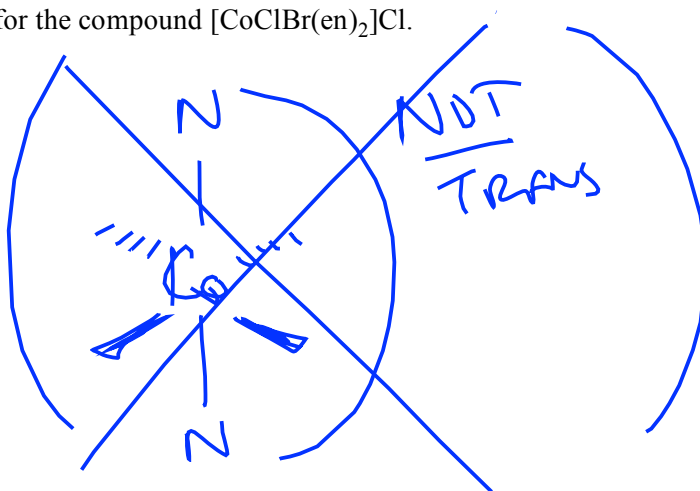 for the compound [CoClBr(en)₂]Cl.
N
NOT
TRANS
Co
N